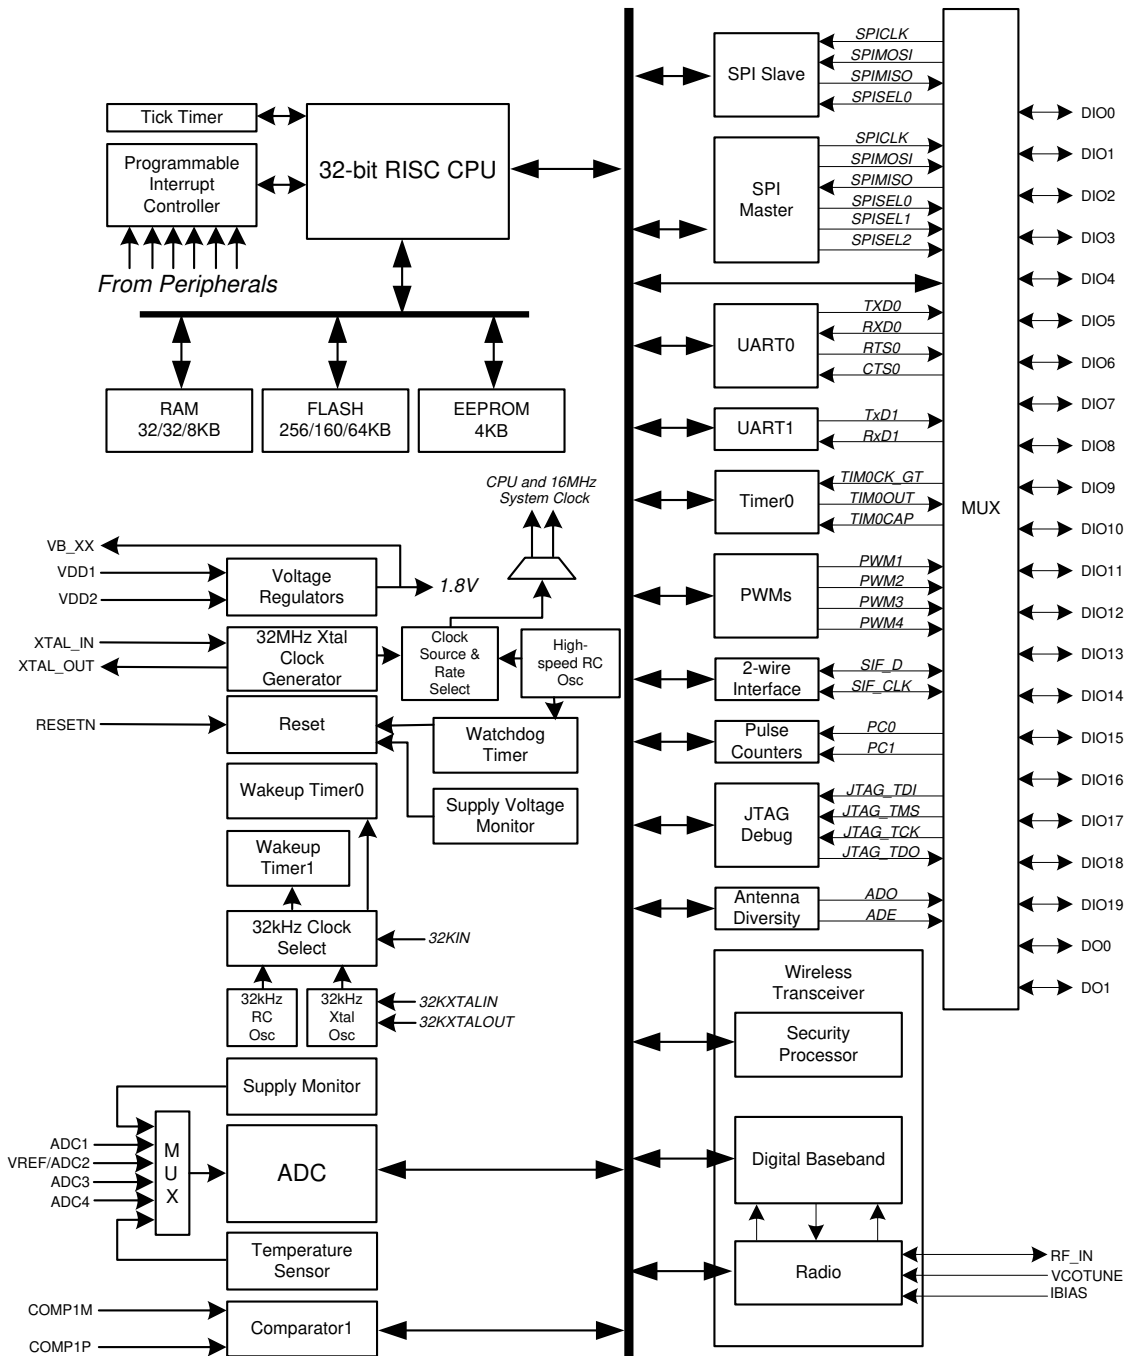 Tick Timer
Programmable
Interrupt
Controller
From Peripherals
32-bit RISC CPU
RAM
32/32/8KB
FLASH
256/160/64KB
EEPROM
4KB
CPU and 16MHz
System Clock
VB_XX
VDD1
VDD2
Voltage
Regulators
1.8V
XTAL_IN
XTAL_OUT
32MHz Xtal
Clock
Generator
Clock
Source &
Rate
Select
High-
speed RC
Osc
RESETN
Reset
Watchdog
Timer
Wakeup Timer0
Supply Voltage
Monitor
Wakeup
Timer1
32kHz Clock
Select
32KIN
32kHz
RC
Osc
32kHz
Xtal
Osc
32KXTALIN
32KXTALOUT
Supply Monitor
ADC1
VREF/ADC2
ADC3
ADC4
M
U
X
ADC
Temperature
Sensor
COMP1M
COMP1P
Comparator1
SPI Slave
SPICLK
SPIMOSI
SPIMISO
SPISEL0
SPI
Master
SPICLK
SPIMOSI
SPIMISO
SPISEL0
SPISEL1
SPISEL2
UART0
TXD0
RXD0
RTS0
CTS0
UART1
TxD1
RxD1
Timer0
TIM0CK_GT
TIM0OUT
TIM0CAP
PWMs
PWM1
PWM2
PWM3
PWM4
2-wire
Interface
SIF_D
SIF_CLK
Pulse
Counters
PC0
PC1
JTAG
Debug
JTAG_TDI
JTAG_TMS
JTAG_TCK
JTAG_TDO
Antenna
Diversity
ADO
ADE
Wireless
Transceiver
Security
Processor
Digital Baseband
Radio
RF_IN
VCOTUNE
IBIAS
MUX
DIO0
DIO1
DIO2
DIO3
DIO4
DIO5
DIO6
DIO7
DIO8
DIO9
DIO10
DIO11
DIO12
DIO13
DIO14
DIO15
DIO16
DIO17
DIO18
DIO19
DO0
DO1